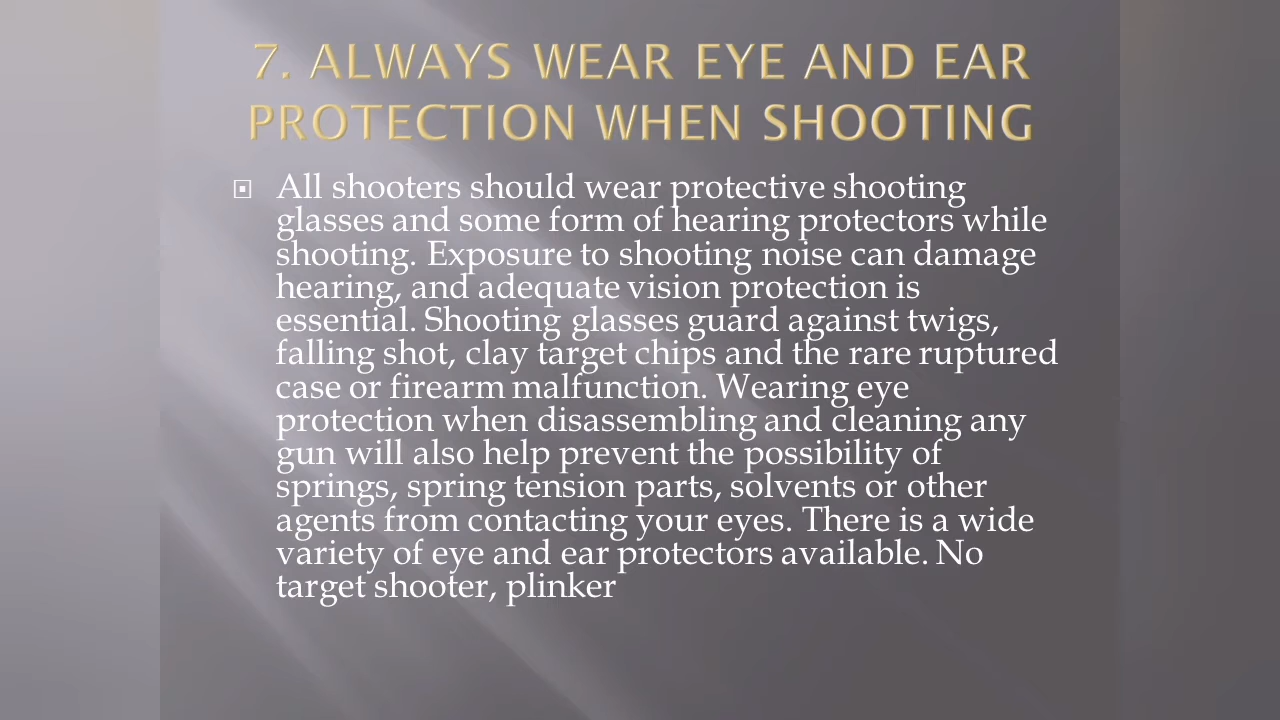 7. ALWAYS WEAR EYE AND EAR
PROTECTION WHEN SHOOTING
All shooters should wear protective shooting
glasses and some form of hearing protectors while
shooting. Exposure to shooting noise can damage
hearing, and adequate vision protection is
essential. Shooting glasses guard against twigs,
falling shot, clay target chips and the rare ruptured
case or firearm malfunction. Wearing eye
protection when disassembling and cleaning any
gun will also help prevent the possibility of
springs, spring tension parts, solvents or other
agents from contacting your eyes. There is a wide
variety of eye and ear protectors available. No
target shooter, plinker